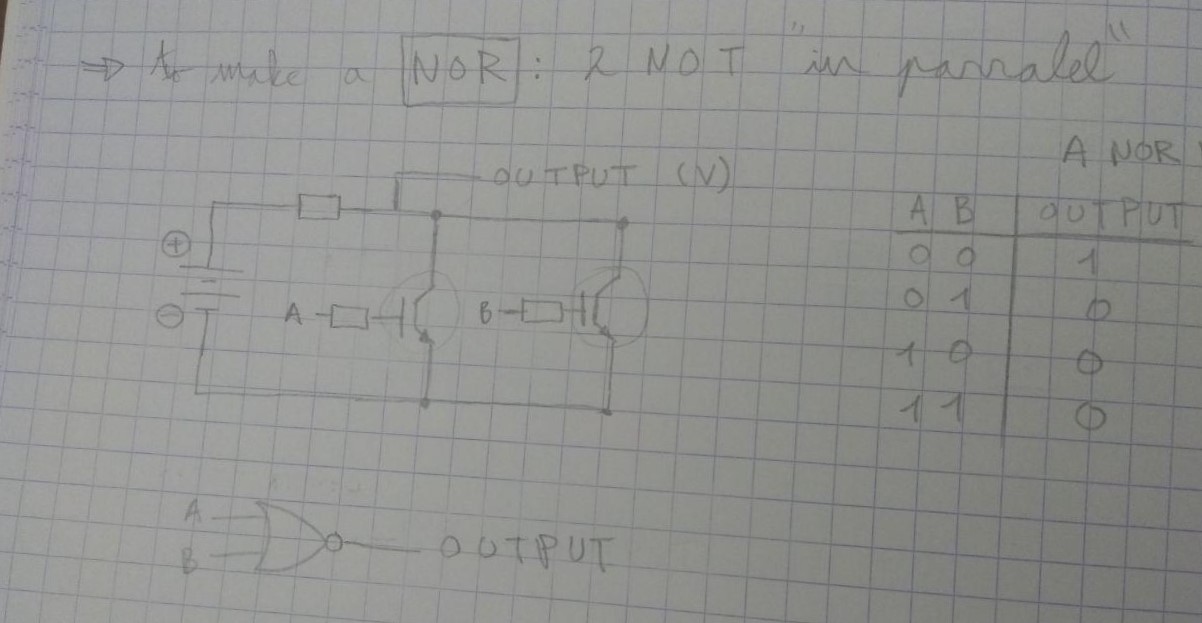 ⇒ to make a NOR : 2 NOT "in parralel"
A NOR
OUTPUT (V)
A B OUTPUT
0 0 1
0 1 0
1 0 0
1 1 0
+
-
A
B
A
B
OUTPUT